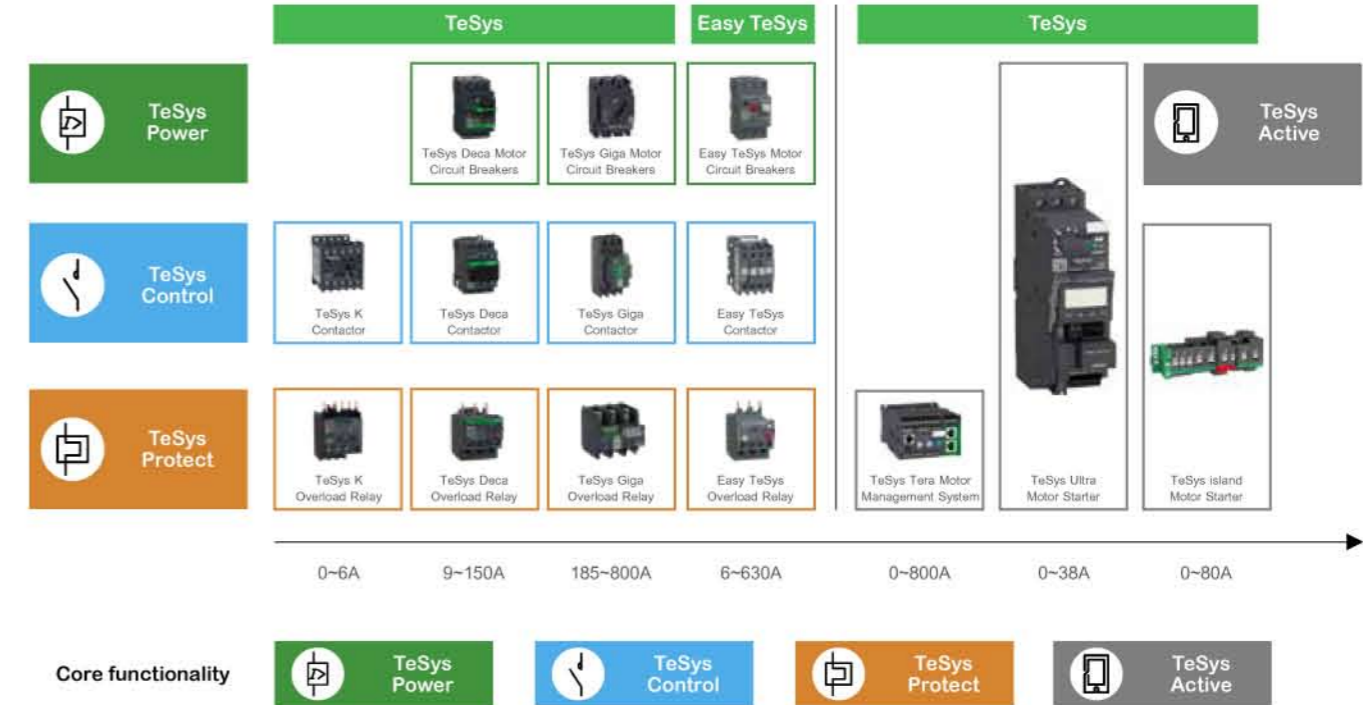 TeSys
Easy TeSys
TeSys
TeSys
Power
TeSys Deca Motor
Circuit Breakers
TeSys Giga Motor
Circuit Breakers
Easy TeSys Motor
Circuit Breakers
TeSys
Active
TeSys
Control
TeSys K
Contactor
TeSys Deca
Contactor
TeSys Giga
Contactor
Easy TeSys
Contactor
TeSys
Protect
TeSys K
Overload Relay
TeSys Deca
Overload Relay
TeSys Giga
Overload Relay
Easy TeSys
Overload Relay
TeSys Tera Motor
Management System
TeSys Ultra
Motor Starter
TeSys island
Motor Starter
0~6A
9~150A
185~800A
6~630A
0~800A
0~38A
0~80A
Core functionality
TeSys
Power
TeSys
Control
TeSys
Protect
TeSys
Active